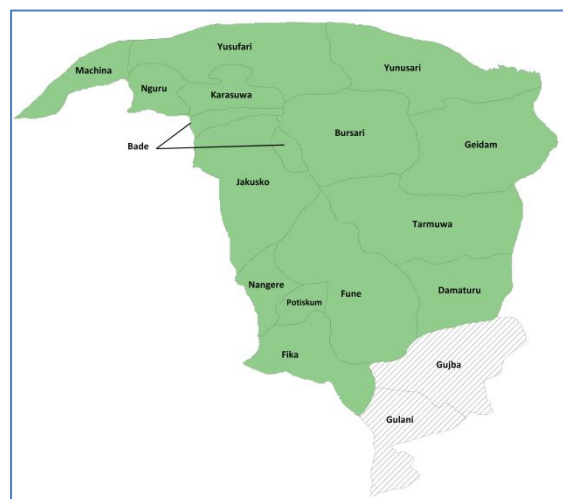 Yusufari
Machina
Yunusari
Nguru
Karasuwa
Bursari
Bade
Geidam
Jakusko
Tarmuwa
Nangere
Fune
Damaturu
Potiskum
Fika
Gujba
Gulani